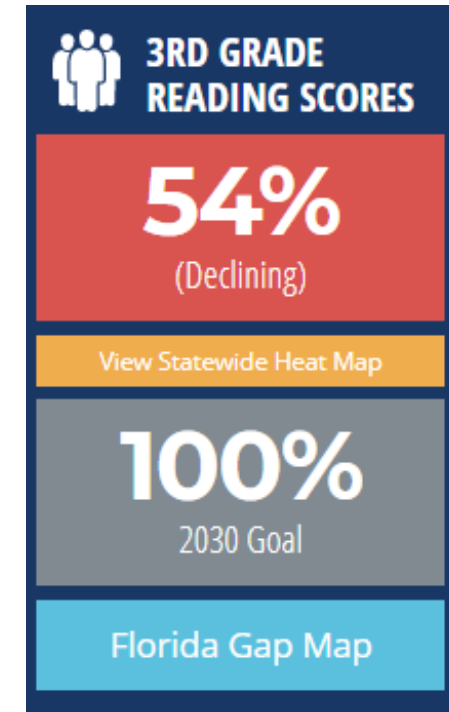 3RD GRADE
READING SCORES
54%
(Declining)
View Statewide Heat Map
100%
2030 Goal
Florida Gap Map